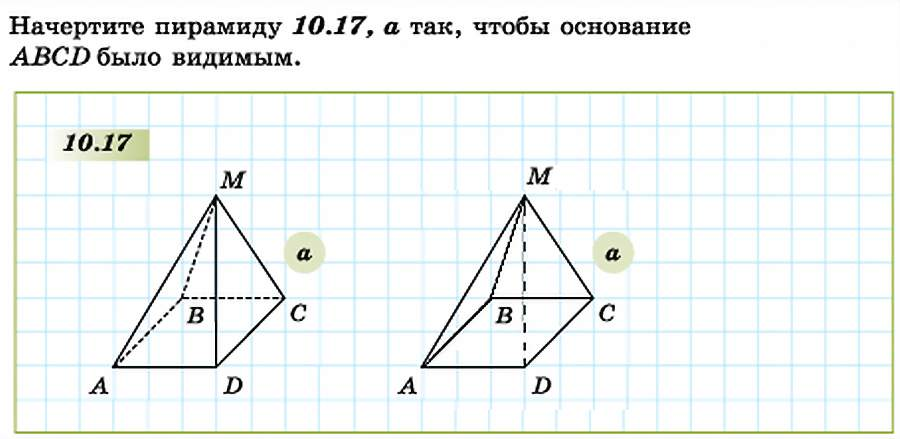 Начертите пирамиду 10.17, а так, чтобы основание
ABCD было видимым.
10.17
M
M
а
а
B
C
B
C
A
D
A
D